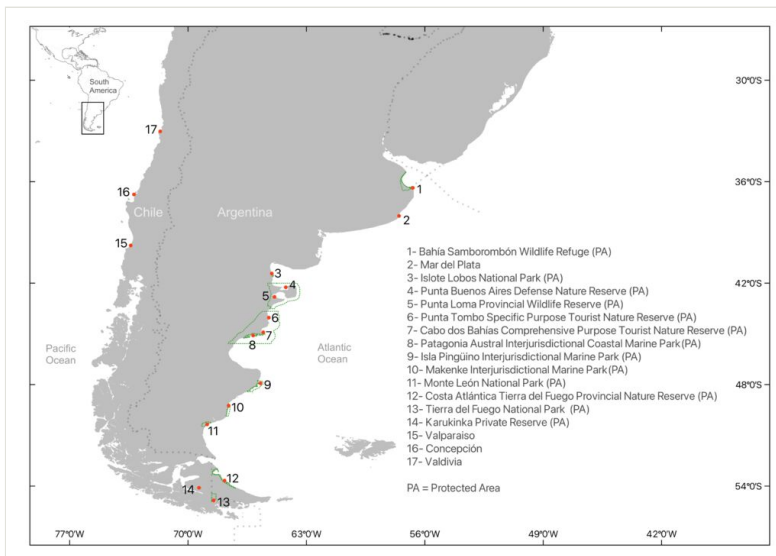 South
America
30°0'S
17
36°0'S
1
16
Chile
Argentina
2
15
1- Bahía Samborombón Wildlife Refuge (PA)
2- Mar del Plata
3- Islote Lobos National Park (PA)
4- Punta Buenos Aires Defense Nature Reserve (PA)
5- Punta Loma Provincial Wildlife Reserve (PA)
6- Punta Tombo Specific Purpose Tourist Nature Reserve (PA)
7- Cabo dos Bahías Comprehensive Purpose Tourist Nature Reserve (PA)
8- Patagonia Austral Interjurisdictional Coastal Marine Park(PA)
9- Isla Pingüino Interjurisdictional Marine Park (PA)
10- Makenke Interjurisdictional Marine Park(PA)
11- Monte León National Park (PA)
12- Costa Atlántica Tierra del Fuego Provincial Nature Reserve (PA)
13- Tierra del Fuego National Park (PA)
14- Karukinka Private Reserve (PA)
15- Valparaiso
16- Concepción
17- Valdivia
PA = Protected Area
3
42°0'S
4
5
6
7
8
Pacific
Ocean
Atlantic
Ocean
9
48°0'S
10
11
12
54°0'S
14
13
77°0'W
70°0'W
63°0'W
56°0'W
49°0'W
42°0'W